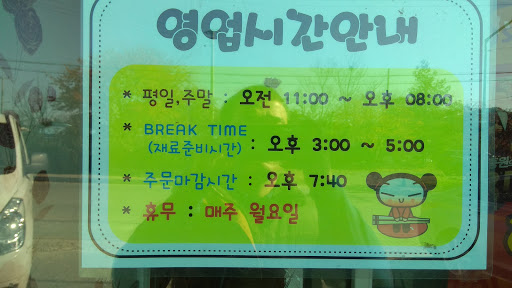 영업시간안내
* 평일,주말 : 오전 11:00 ~ 오후 08:00
* BREAK TIME
(재료준비시간) : 오후 3:00 ~ 5:00
* 주문마감시간 : 오후 7:40
* 휴무 : 매주 월요일